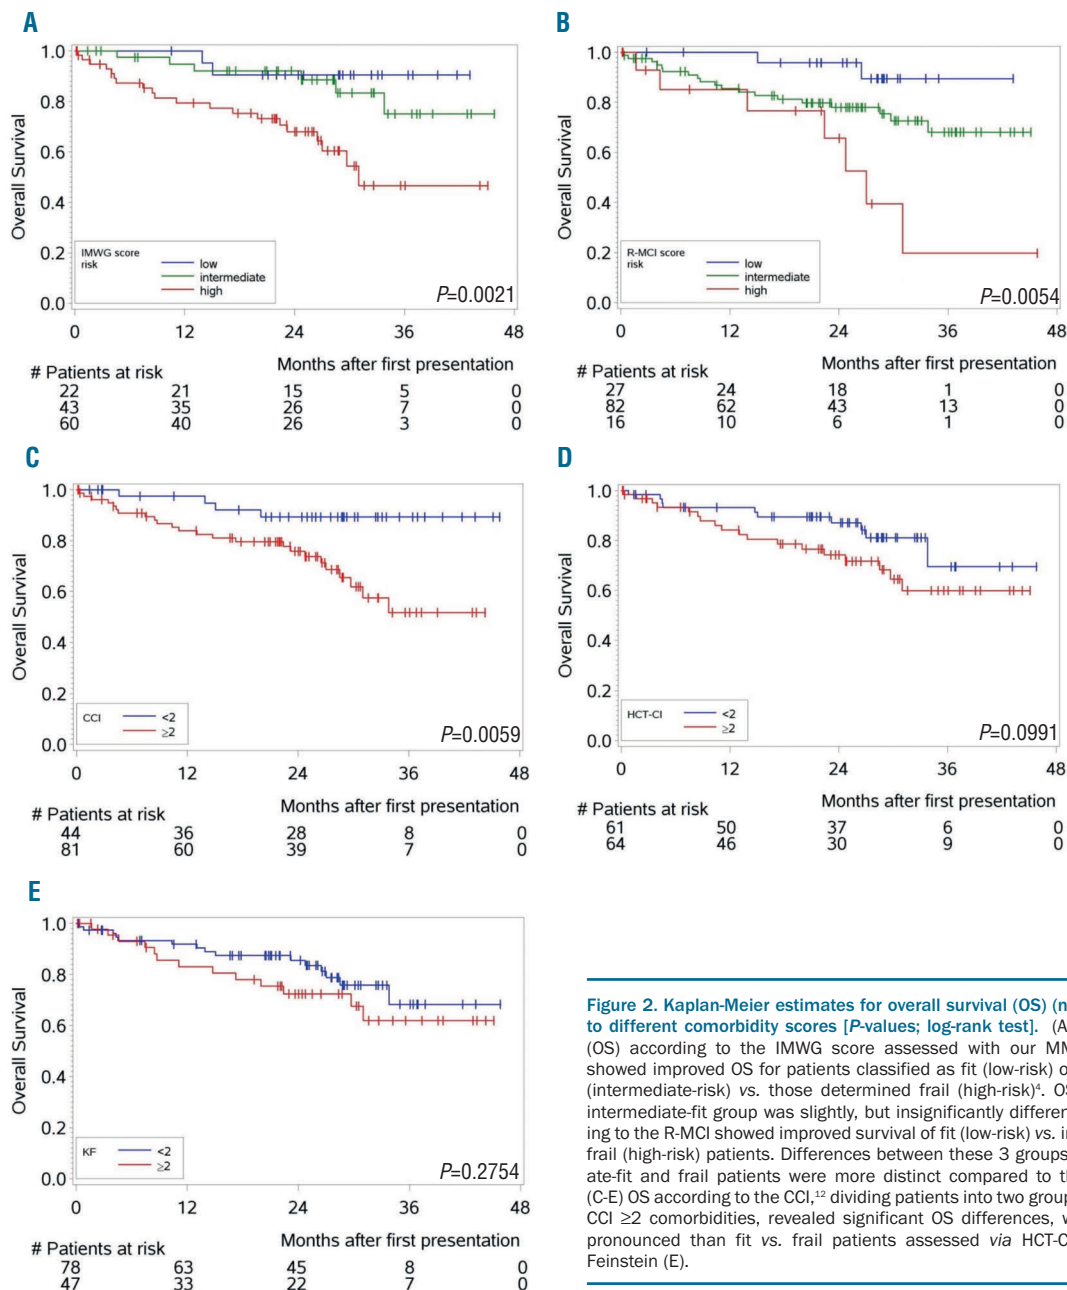 A
1.0
0.8
0.6
0.4
0.2
0.0
Overall Survival
IMWG score
risk
low
intermediate
high
P=0.0021
0 12 24 36 48
Months after first presentation
# Patients at risk
22 21 15 5 0
43 35 26 7 0
60 40 26 3 0
B
1.0
0.8
0.6
0.4
0.2
0.0
Overall Survival
R-MCI score
risk
low
intermediate
high
P=0.0054
0 12 24 36 48
Months after first presentation
# Patients at risk
27 24 18 1 0
82 62 43 13 0
16 10 6 1 0
C
1.0
0.8
0.6
0.4
0.2
0.0
Overall Survival
CCI
<2
≥2
P=0.0059
0 12 24 36 48
Months after first presentation
# Patients at risk
44 36 28 8 0
81 60 39 7 0
D
1.0
0.8
0.6
0.4
0.2
0.0
Overall Survival
HCT-CI
<2
≥2
P=0.0991
0 12 24 36 48
Months after first presentation
# Patients at risk
61 50 37 6 0
64 46 30 9 0
E
1.0
0.8
0.6
0.4
0.2
0.0
Overall Survival
KF
<2
≥2
P=0.2754
0 12 24 36 48
Months after first presentation
# Patients at risk
78 63 45 8 0
47 33 22 7 0
Figure 2. Kaplan-Meier estimates for overall survival (OS) (n
to different comorbidity scores [P-values; log-rank test]. (A
(OS) according to the IMWG score assessed with our MM
showed improved OS for patients classified as fit (low-risk) o
(intermediate-risk) vs. those determined frail (high-risk)⁴. OS
intermediate-fit group was slightly, but insignificantly differen
ing to the R-MCI showed improved survival of fit (low-risk) vs. in
frail (high-risk) patients. Differences between these 3 groups
ate-fit and frail patients were more distinct compared to th
(C-E) OS according to the CCI,¹² dividing patients into two group
CCI ≥2 comorbidities, revealed significant OS differences, w
pronounced than fit vs. frail patients assessed via HCT-C
Feinstein (E).